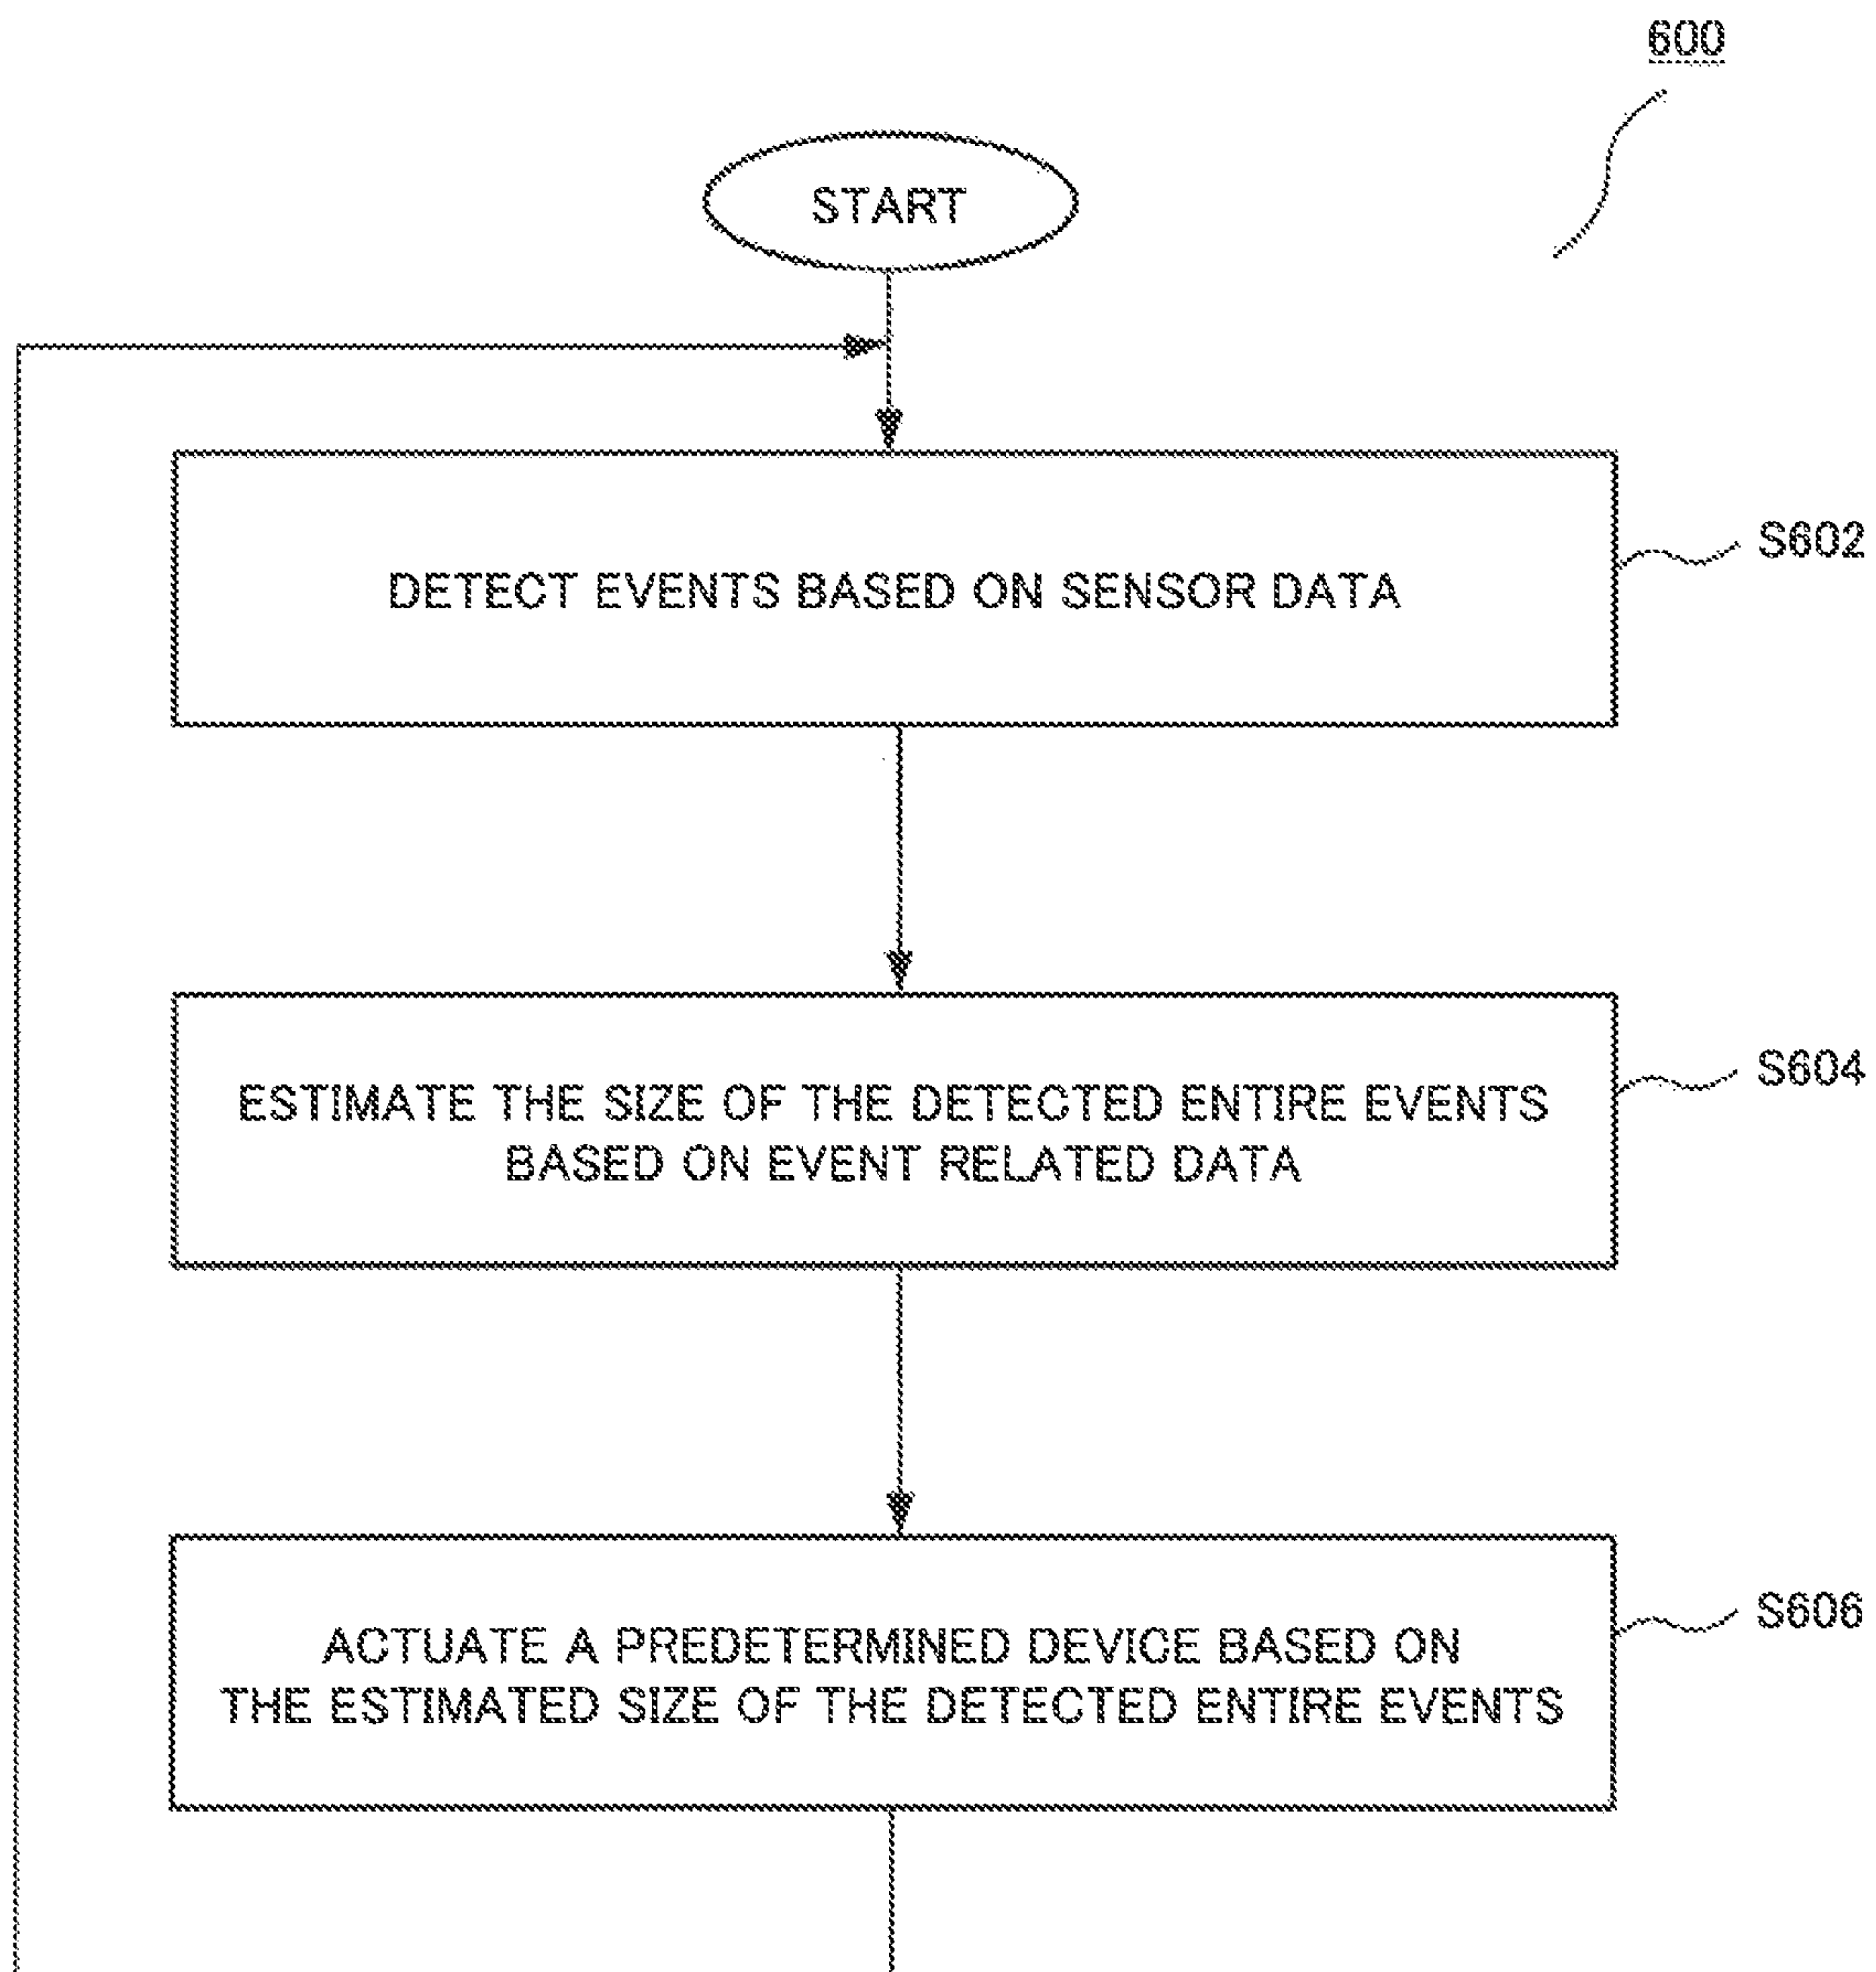 600
START
DETECT EVENTS BASED ON SENSOR DATA
S602
ESTIMATE THE SIZE OF THE DETECTED ENTIRE EVENTS
BASED ON EVENT RELATED DATA
S604
ACTUATE A PREDETERMINED DEVICE BASED ON
THE ESTIMATED SIZE OF THE DETECTED ENTIRE EVENTS
S606